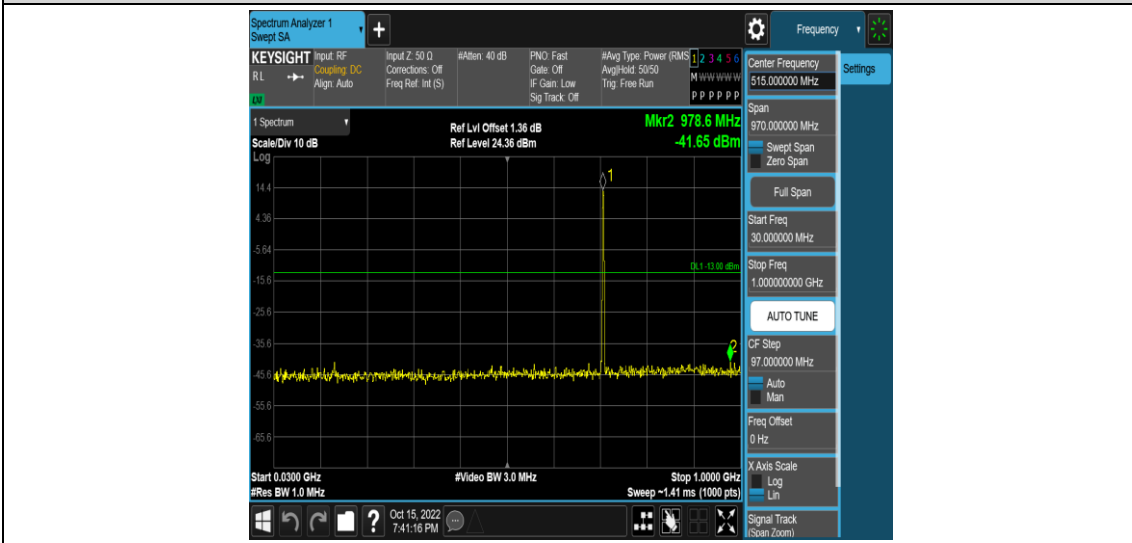 Spectrum Analyzer 1
Swept SA
Frequency
KEYSIGHT
RL
LXI
Input: RF
Coupling: DC
Align: Auto
Input Z: 50 Ω
Corrections: Off
Freq Ref: Int (S)
#Atten: 40 dB
PNO: Fast
Gate: Off
IF Gain: Low
Sig Track: Off
#Avg Type: Power (RMS
Avg|Hold: 50/50
Trig: Free Run
1 2 3 4 5 6
M W W W W W
P P P P P P
Center Frequency
515.000000 MHz
Settings
Span
970.000000 MHz
Swept Span
Zero Span
Full Span
Start Freq
30.000000 MHz
Stop Freq
1.000000000 GHz
AUTO TUNE
CF Step
97.000000 MHz
Auto
Man
Freq Offset
0 Hz
X Axis Scale
Log
Lin
Signal Track
(Span Zoom)
1 Spectrum
Scale/Div 10 dB
Log
Ref Lvl Offset 1.36 dB
Ref Level 24.36 dBm
Mkr2 978.6 MHz
-41.65 dBm
1
14.4
4.36
-5.64
DL1 -13.00 dBm
-15.6
-25.6
-35.6
2
-45.6
-55.6
-65.6
Start 0.0300 GHz
#Video BW 3.0 MHz
Stop 1.0000 GHz
#Res BW 1.0 MHz
Sweep ~1.41 ms (1000 pts)
Oct 15, 2022
7:41:16 PM